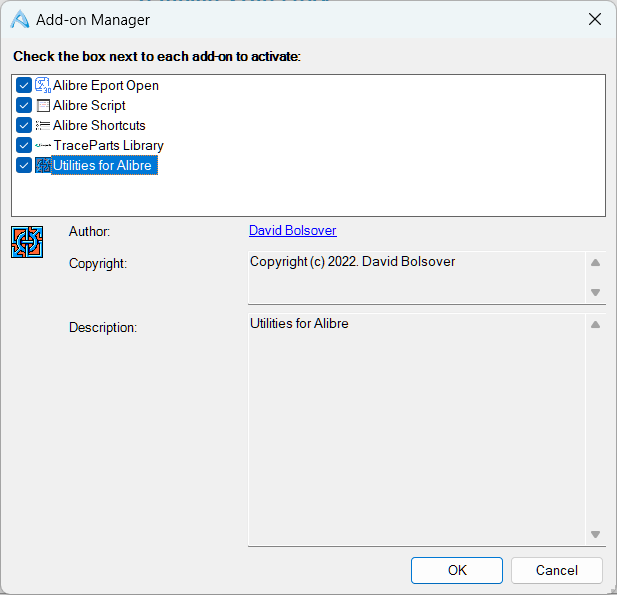 Add-on Manager
Check the box next to each add-on to activate:
Alibre Eport Open
Alibre Script
Alibre Shortcuts
TraceParts Library
Utilities for Alibre
Author:
David Bolsover
Copyright:
Copyright (c) 2022. David Bolsover
Description:
Utilities for Alibre
OK
Cancel